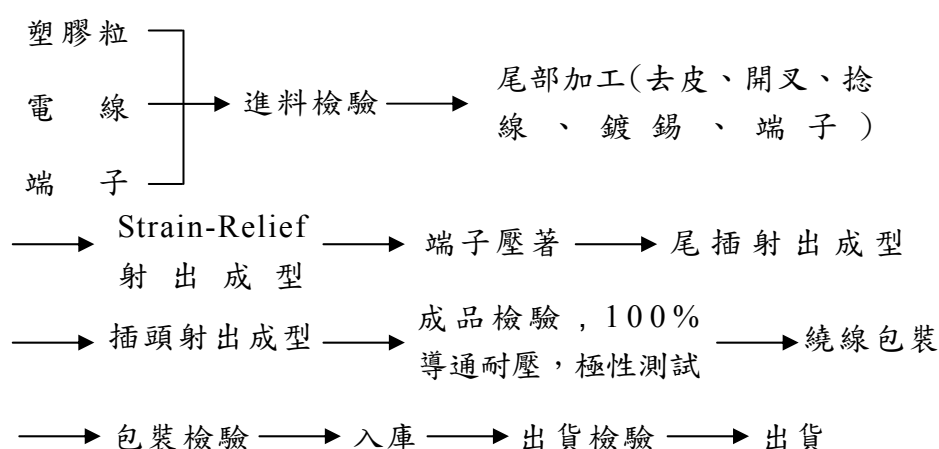 塑膠粒
電線
端子
進料檢驗
尾部加工(去皮、開叉、捻
線、鍍錫、端子)
Strain-Relief
射出成型
端子壓著
尾插射出成型
插頭射出成型
成品檢驗,100%
導通耐壓,極性測試
繞線包裝
包裝檢驗
入庫
出貨檢驗
出貨